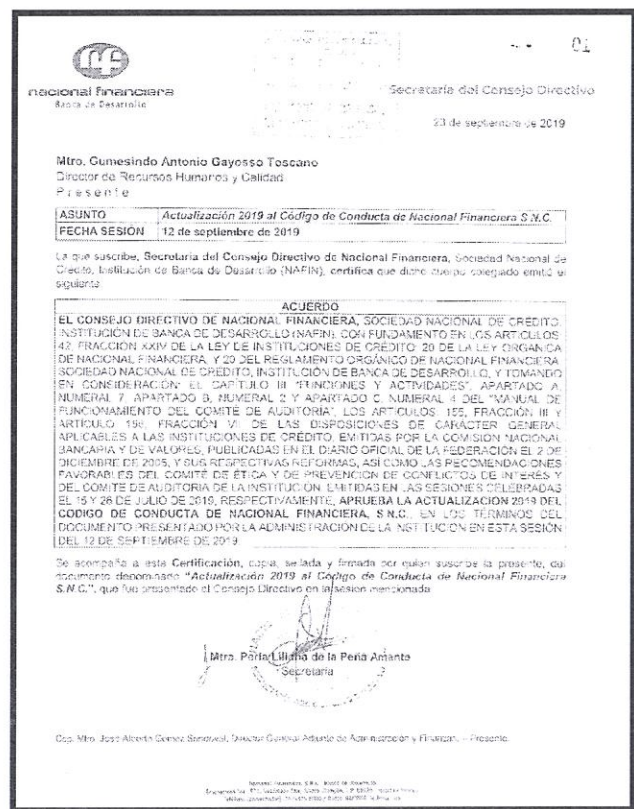 01
nacional financiera
Banca de Desarrollo
Secretaría del Consejo Directivo
23 de septiembre de 2019
Mtro. Gumesindo Antonio Gayosso Toscano
Director de Recursos Humanos y Calidad
P r e s e n t e
ASUNTO Actualización 2019 al Código de Conducta de Nacional Financiera S.N.C.
FECHA SESIÓN 12 de septiembre de 2019
La que suscribe, Secretaria del Consejo Directivo de Nacional Financiera, Sociedad Nacional de
Crédito, Institución de Banca de Desarrollo (NAFIN), certifica que dicho cuerpo colegiado emitió el
siguiente:
ACUERDO
EL CONSEJO DIRECTIVO DE NACIONAL FINANCIERA, SOCIEDAD NACIONAL DE CRÉDITO,
INSTITUCIÓN DE BANCA DE DESARROLLO (NAFIN), CON FUNDAMENTO EN LOS ARTÍCULOS
42, FRACCIÓN XXIV DE LA LEY DE INSTITUCIONES DE CRÉDITO; 20 DE LA LEY ORGÁNICA
DE NACIONAL FINANCIERA, Y 20 DEL REGLAMENTO ORGÁNICO DE NACIONAL FINANCIERA,
SOCIEDAD NACIONAL DE CRÉDITO, INSTITUCIÓN DE BANCA DE DESARROLLO, Y TOMANDO
EN CONSIDERACIÓN: EL CAPÍTULO III "FUNCIONES Y ACTIVIDADES", APARTADO A,
NUMERAL 7, APARTADO B, NUMERAL 2 Y APARTADO C, NUMERAL 4 DEL "MANUAL DE
FUNCIONAMIENTO DEL COMITÉ DE AUDITORÍA", LOS ARTÍCULOS 155, FRACCIÓN III Y
ARTÍCULO 156, FRACCIÓN VI DE LAS DISPOSICIONES DE CARÁCTER GENERAL
APLICABLES A LAS INSTITUCIONES DE CRÉDITO, EMITIDAS POR LA COMISIÓN NACIONAL
BANCARIA Y DE VALORES, PUBLICADAS EN EL DIARIO OFICIAL DE LA FEDERACIÓN EL 2 DE
DICIEMBRE DE 2005, Y SUS RESPECTIVAS REFORMAS, ASÍ COMO LAS RECOMENDACIONES
FAVORABLES DEL COMITÉ DE ÉTICA Y DE PREVENCIÓN DE CONFLICTOS DE INTERÉS Y
DEL COMITÉ DE AUDITORÍA DE LA INSTITUCIÓN, EMITIDAS EN LAS SESIONES CELEBRADAS
EL 15 Y 26 DE JULIO DE 2019, RESPECTIVAMENTE, APRUEBA LA ACTUALIZACIÓN 2019 DEL
CÓDIGO DE CONDUCTA DE NACIONAL FINANCIERA, S.N.C., EN LOS TÉRMINOS DEL
DOCUMENTO PRESENTADO POR LA ADMINISTRACIÓN DE LA INSTITUCIÓN EN ESTA SESIÓN
DEL 12 DE SEPTIEMBRE DE 2019
Se acompaña a esta Certificación, copia, sellada y firmada por quien suscribe la presente, del
documento denominado "Actualización 2019 al Código de Conducta de Nacional Financiera
S.N.C.", que fue presentado al Consejo Directivo en la sesión mencionada
Mtra. Perla Liliana de la Peña Amante
Secretaria
Ccp. Mtro. José Alberto Gómez Sandoval, Director General Adjunto de Administración y Finanzas. - Presente.